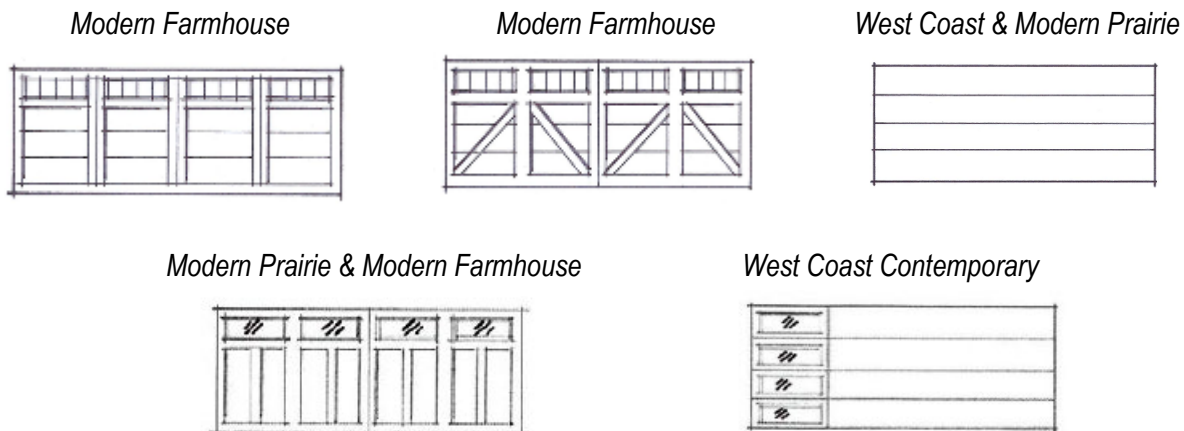 Modern Farmhouse
Modern Farmhouse
West Coast & Modern Prairie
Modern Prairie & Modern Farmhouse
West Coast Contemporary